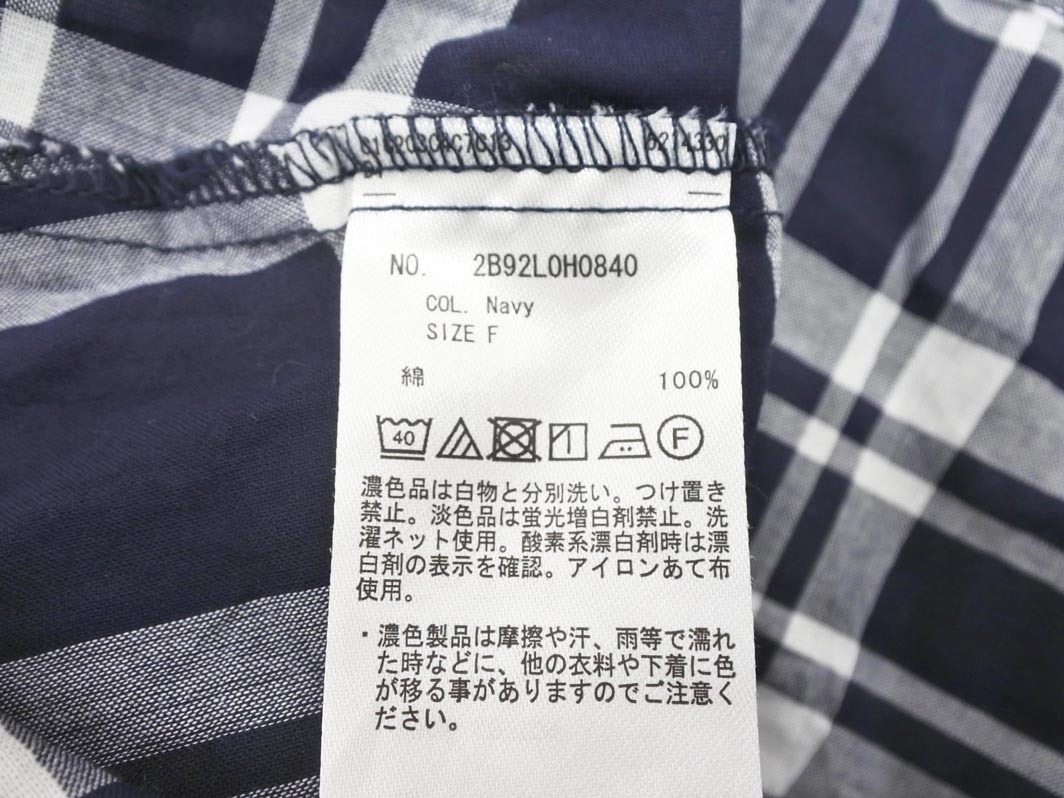 NO. 2B92L0H0840
COL. Navy
SIZE F
綿 100%
40 F
濃色品は白物と分別洗い。つけ置き
禁止。淡色品は蛍光増白剤禁止。洗
濯ネット使用。酸素系漂白剤時は漂
白剤の表示を確認。アイロンあて布
使用。
・濃色製品は摩擦や汗、雨等で濡れ
た時などに、他の衣料や下着に色
が移る事がありますのでご注意く
ださい。